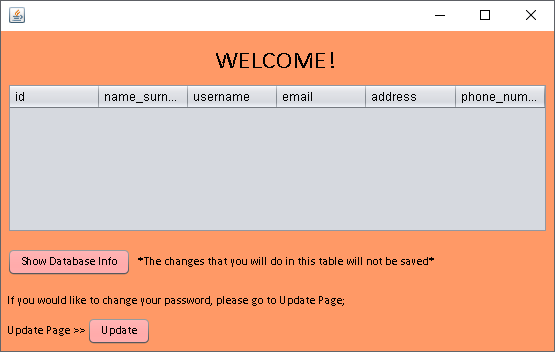 WELCOME!
id name_surn... username email address phone_num...
Show Database Info *The changes that you will do in this table will not be saved*
If you would like to change your password, please go to Update Page;
Update Page >> Update